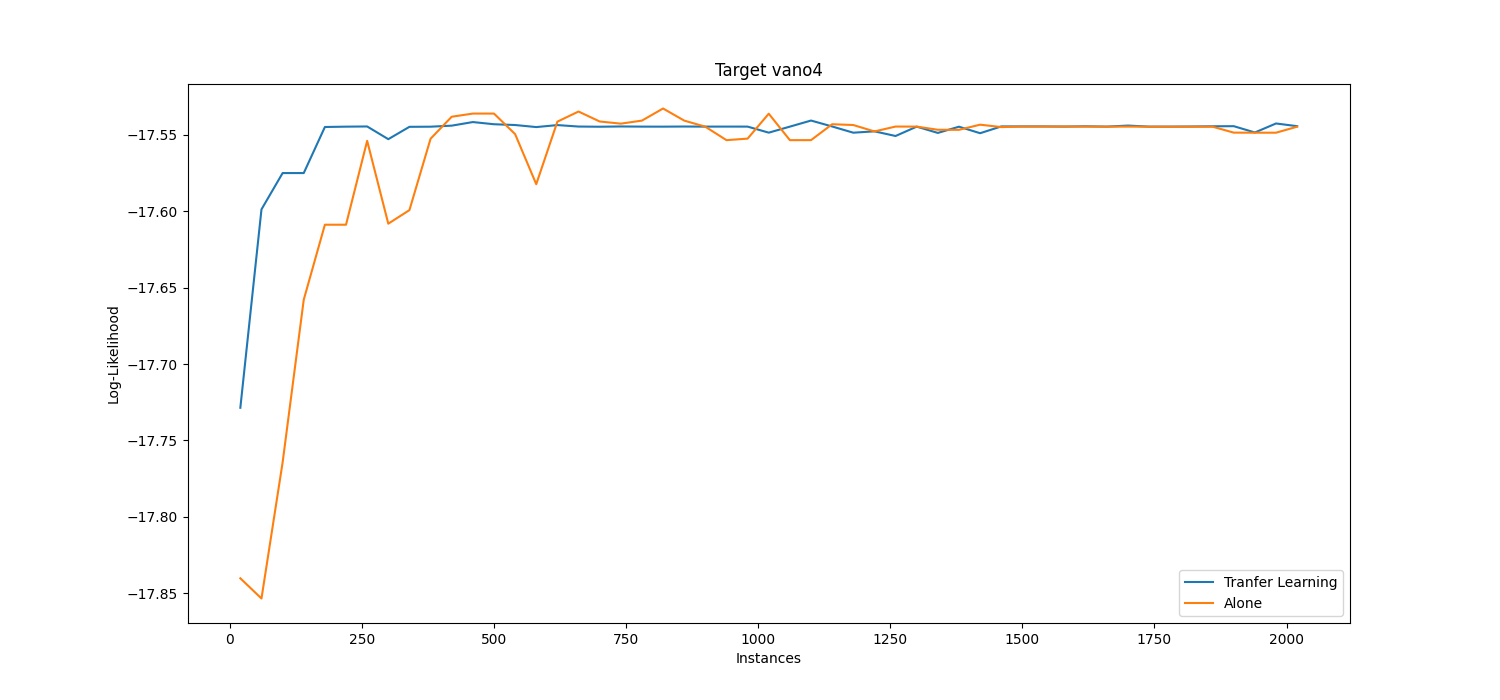 Target vano4
−17.55
−17.60
−17.65
−17.70
−17.75
−17.80
−17.85
Log-Likelihood
0 250 500 750 1000 1250 1500 1750 2000
Instances
Tranfer Learning
Alone